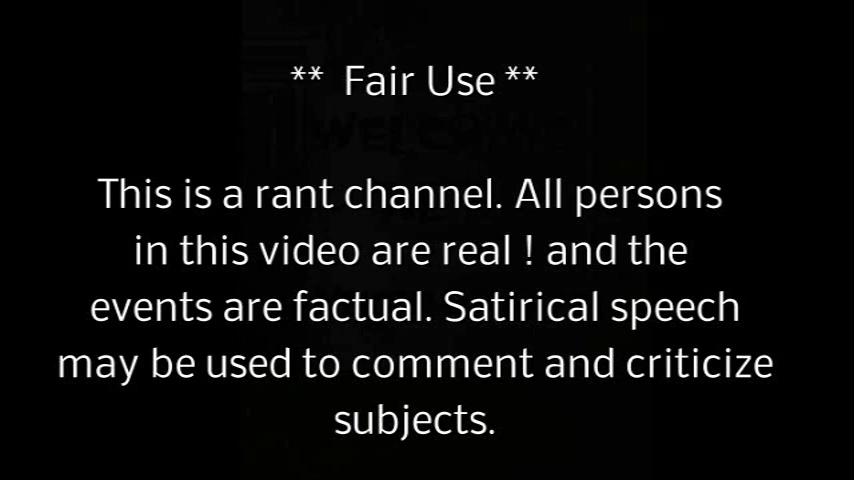 ** Fair Use **
This is a rant channel. All persons
in this video are real ! and the
events are factual. Satirical speech
may be used to comment and criticize
subjects.